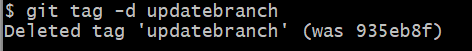 $ git tag -d updatebranch
Deleted tag 'updatebranch' (was 935eb8f)